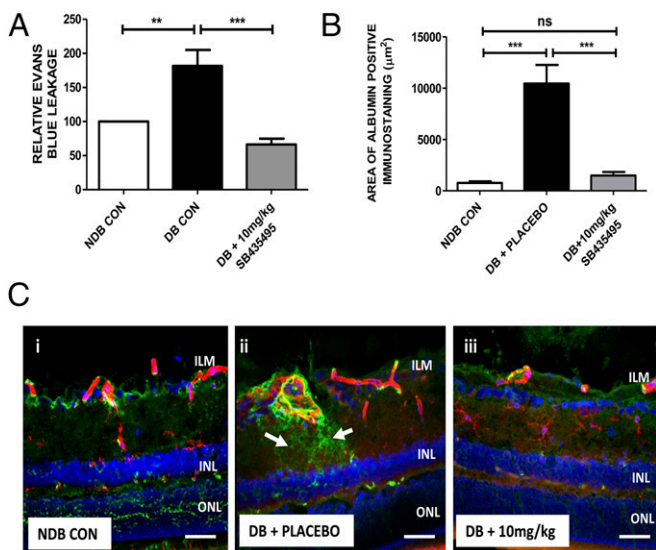 A
RELATIVE EVANS
BLUE LEAKAGE
250
200
150
100
50
0
**
***
NDB CON
DB CON
DB + 10mg/kg
SB435495
B
AREA OF ALBUMIN POSITIVE
IMMUNOSTAINING (μm²)
15000
10000
5000
0
ns
***
***
NDB CON
DB + PLACEBO
DB+10mg/kg
SB435495
C
i
ILM
INL
ONL
NDB CON
ii
ILM
INL
ONL
DB + PLACEBO
iii
ILM
INL
ONL
DB + 10mg/kg